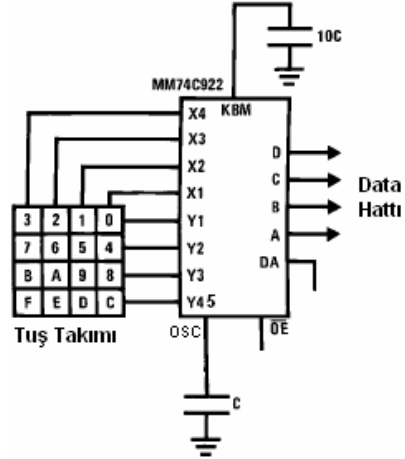 10C
MM74C922
KBM
X4
X3
D
X2
C
Data
X1
B
Hattı
3 2 1 0
Y1
A
7 6 5 4
Y2
DA
B A 9 8
Y3
F E D C
Y45
Tuş Takımı
OSC
OE
C